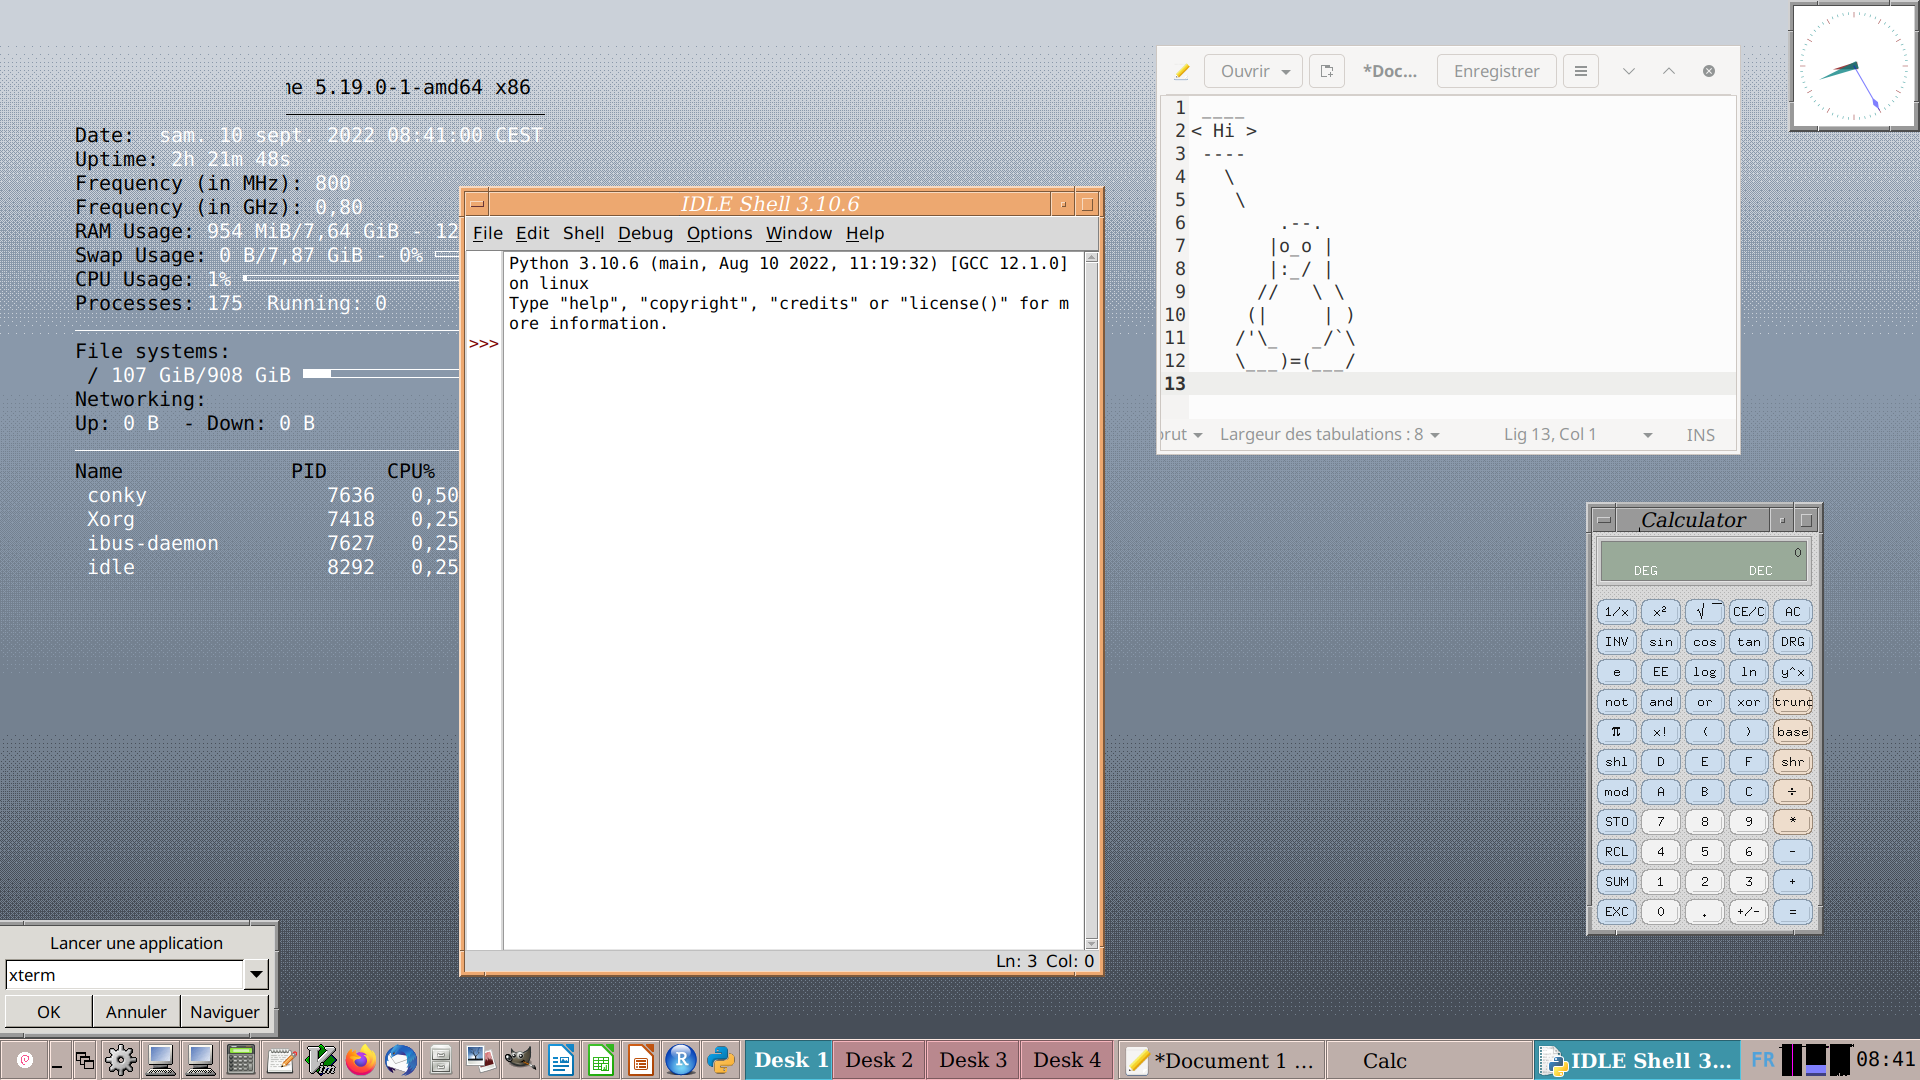 ne 5.19.0-1-amd64 x86
Date:  sam. 10 sept. 2022 08:41:00 CEST
Uptime: 2h 21m 48s
Frequency (in MHz): 800
Frequency (in GHz): 0,80
RAM Usage: 954 MiB/7,64 GiB - 12
Swap Usage: 0 B/7,87 GiB - 0%
CPU Usage: 1%
Processes: 175  Running: 0
File systems:
/ 107 GiB/908 GiB
Networking:
Up: 0 B  - Down: 0 B
Name PID CPU%
conky 7636 0,50
Xorg 7418 0,25
ibus-daemon 7627 0,25
idle 8292 0,25
IDLE Shell 3.10.6
File Edit Shell Debug Options Window Help
Python 3.10.6 (main, Aug 10 2022, 11:19:32) [GCC 12.1.0]
on linux
Type "help", "copyright", "credits" or "license()" for m
ore information.
>>>
Ln: 3 Col: 0
Ouvrir *Doc... Enregistrer
1  ____
2 < Hi >
3  ----
4    \
5     \
6         .--.
7        |o_o |
8        |:_/ |
9       //   \ \
10      (|     | )
11     /'\_   _/`\
12     \___)=(___/
13
brut Largeur des tabulations : 8 Lig 13, Col 1 INS
Calculator
0
DEG DEC
1/x x² √ CE/C AC
INV sin cos tan DRG
e EE log ln y^x
not and or xor trunc
π x! ( ) base
shl D E F shr
mod A B C ÷
STO 7 8 9 *
RCL 4 5 6 -
SUM 1 2 3 +
EXC 0 . +/- =
Lancer une application
xterm
OK Annuler Naviguer
Desk 1 Desk 2 Desk 3 Desk 4 *Document 1 ... Calc IDLE Shell 3... FR 08:41